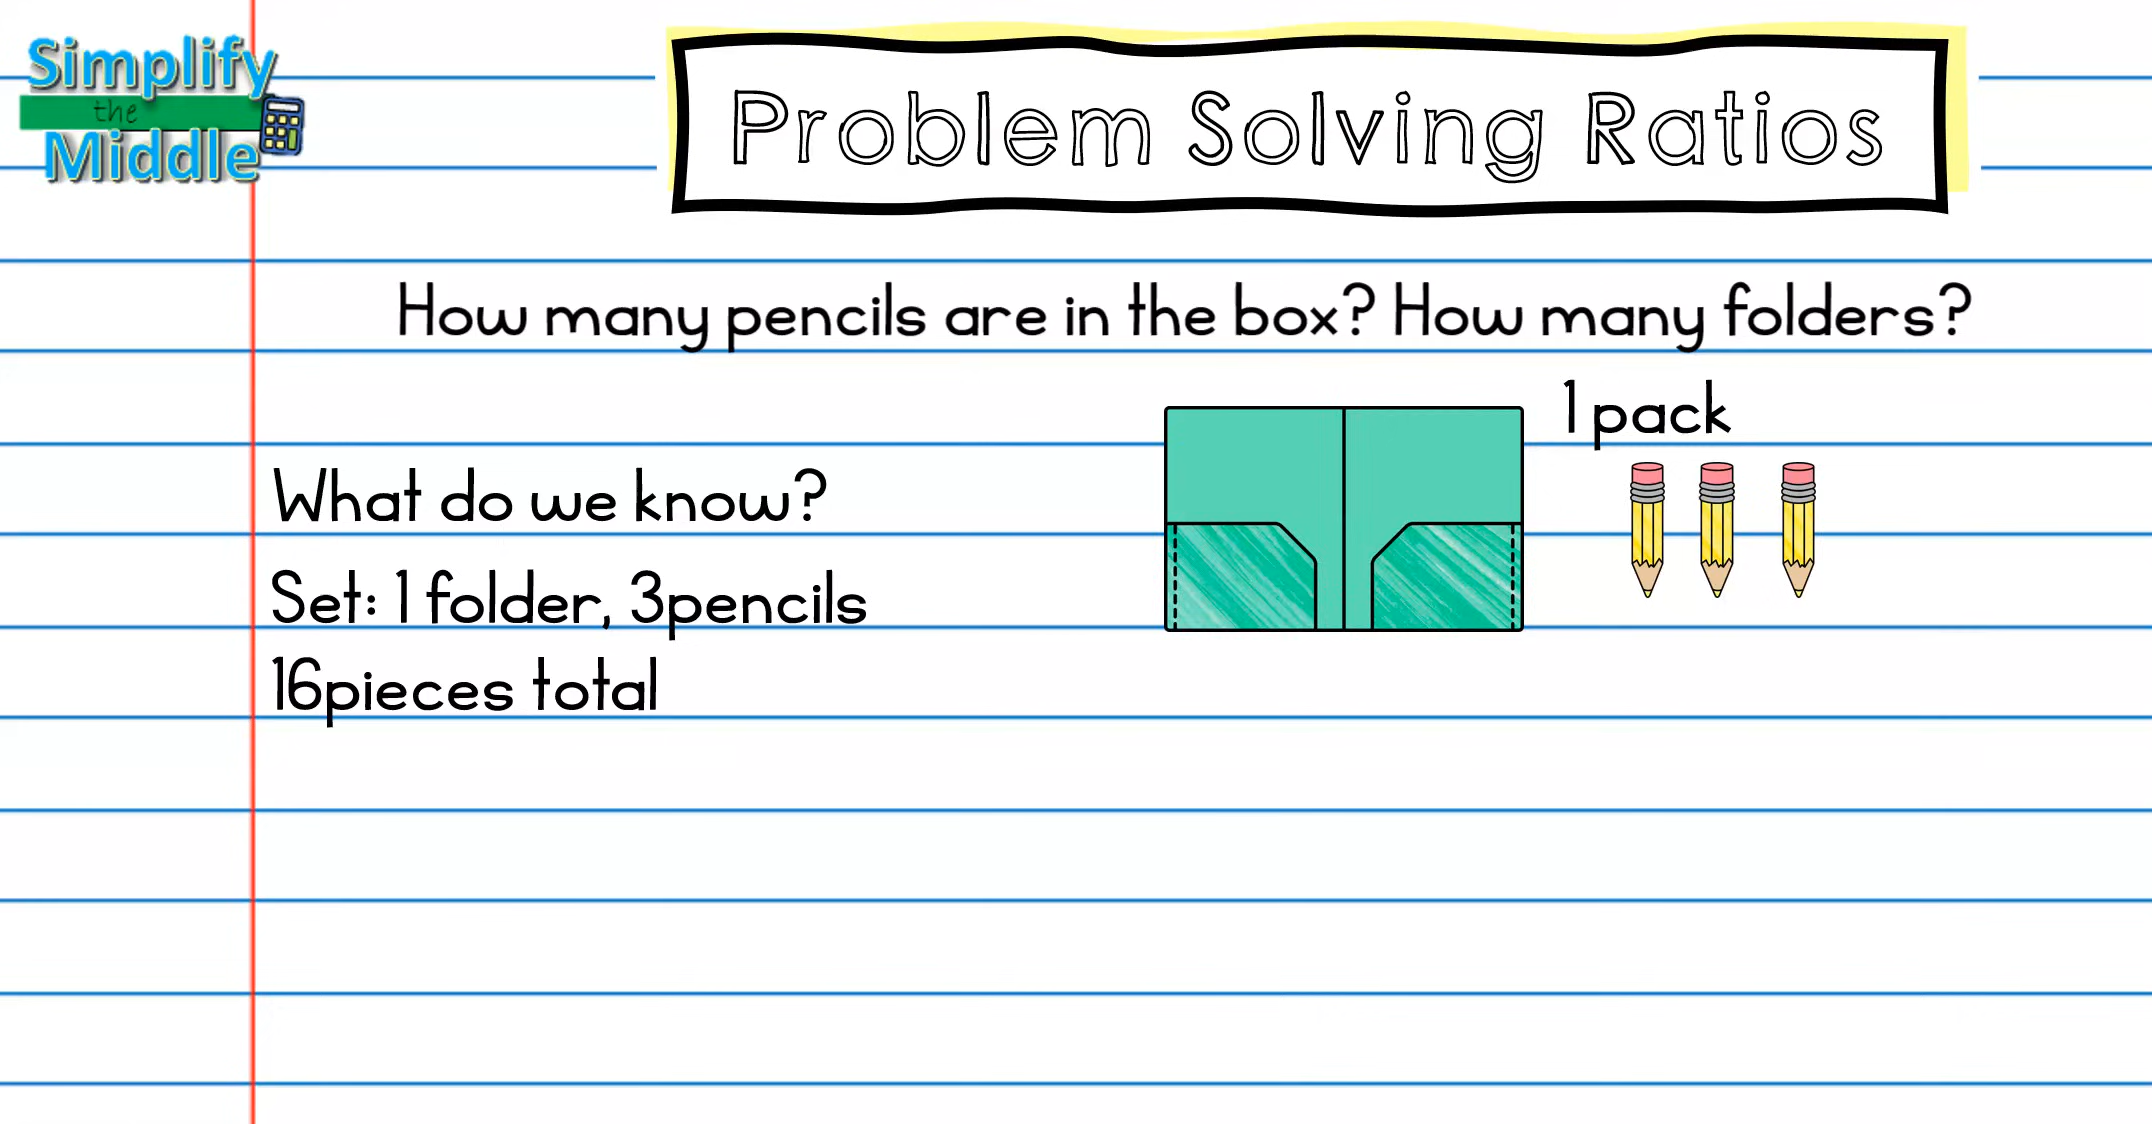 Simplify
the
Middle
Problem Solving Ratios
How many pencils are in the box? How many folders?
1 pack
What do we know?
Set: 1 folder, 3pencils
16pieces total